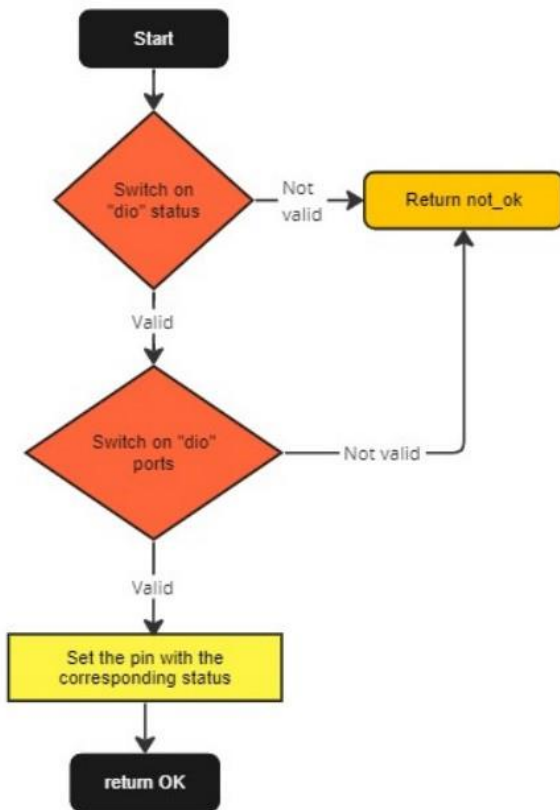 Start
Switch on
"dio" status
Not
valid
Return not_ok
Valid
Switch on "dio"
ports
Not valid
Valid
Set the pin with the
corresponding status
return OK